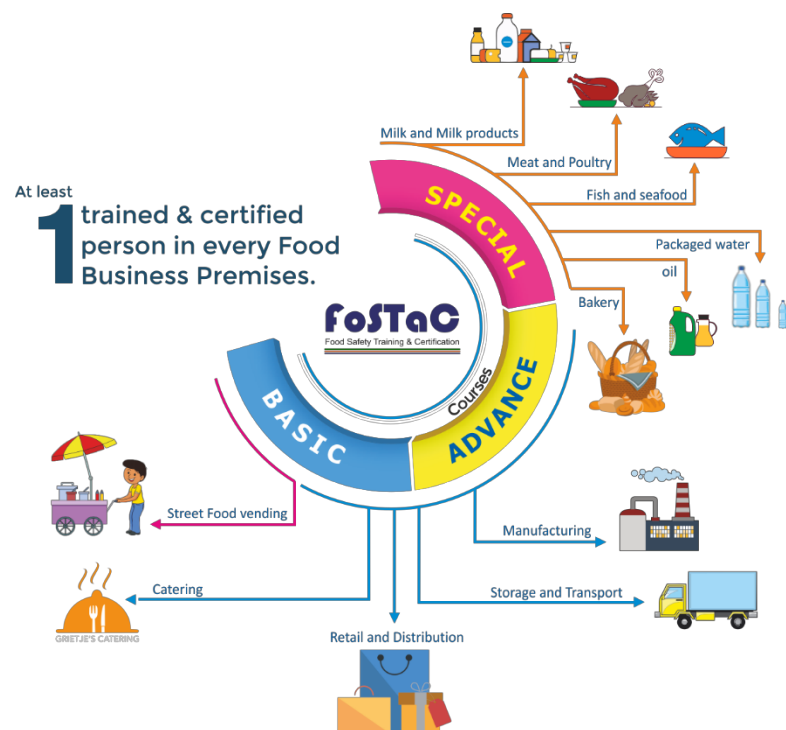 At least
1 trained & certified
person in every Food
Business Premises.
Milk and Milk products
Meat and Poultry
Fish and seafood
Packaged water
oil
Bakery
SPECIAL
FoSTaC
Food Safety Training & Certification
Courses
ADVANCE
BASIC
Street Food vending
Manufacturing
Catering
Storage and Transport
GRIETJE'S CATERING
Retail and Distribution